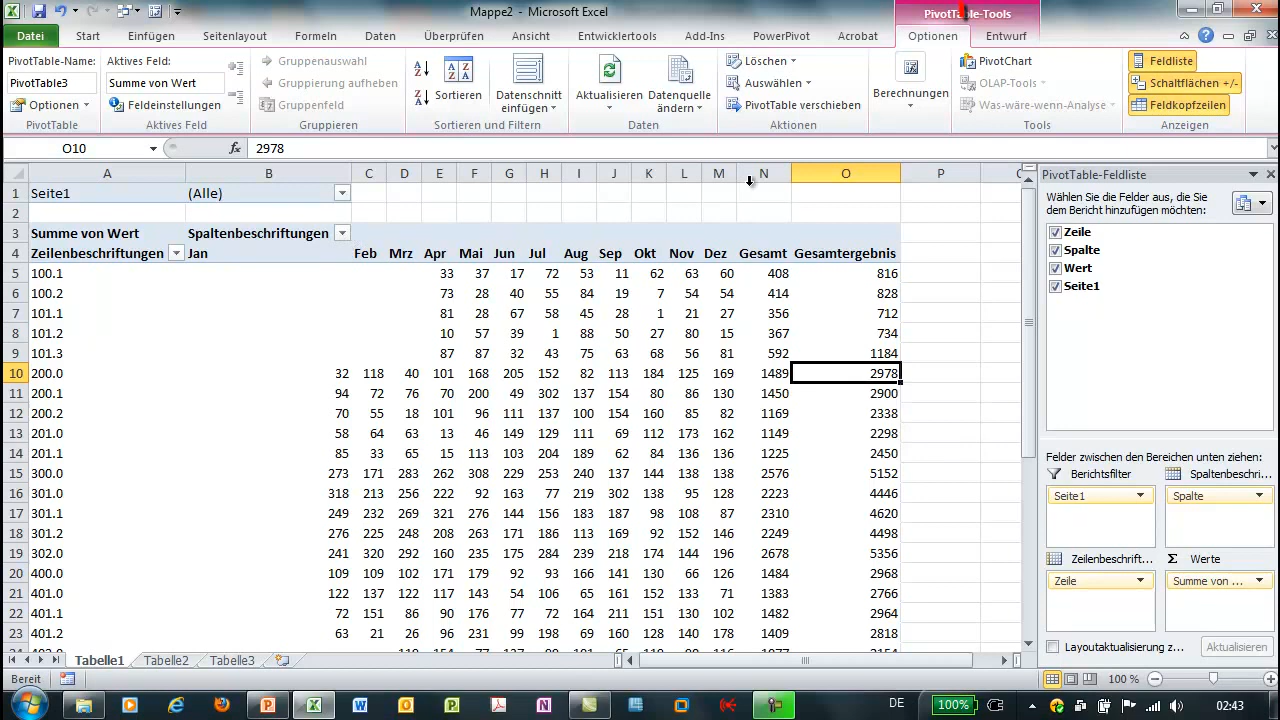 Mappe2 - Microsoft Excel
PivotTable-Tools
Datei Start Einfügen Seitenlayout Formeln Daten Überprüfen Ansicht Entwicklertools Add-Ins PowerPivot Acrobat Optionen Entwurf
PivotTable-Name: Aktives Feld: Gruppenauswahl Löschen PivotChart Feldliste
PivotTable3 Summe von Wert Gruppierung aufheben Sortieren Datenschnitt einfügen Aktualisieren Datenquelle ändern Auswählen Berechnungen OLAP-Tools Schaltflächen +/-
Optionen Feldeinstellungen Gruppenfeld PivotTable verschieben Was-wäre-wenn-Analyse Feldkopfzeilen
PivotTable Aktives Feld Gruppieren Sortieren und Filtern Daten Aktionen Tools Anzeigen
O10 fx 2978
A B C D E F G H I J K L M N O P
1 Seite1 (Alle)
2
3 Summe von Wert Spaltenbeschriftungen
4 Zeilenbeschriftungen Jan Feb Mrz Apr Mai Jun Jul Aug Sep Okt Nov Dez Gesamt Gesamtergebnis
5 100.1 33 37 17 72 53 11 62 63 60 408 816
6 100.2 73 28 40 55 84 19 7 54 54 414 828
7 101.1 81 28 67 58 45 28 1 21 27 356 712
8 101.2 10 57 39 1 88 50 27 80 15 367 734
9 101.3 87 87 32 43 75 63 68 56 81 592 1184
10 200.0 32 118 40 101 168 205 152 82 113 184 125 169 1489 2978
11 200.1 94 72 76 70 200 49 302 137 154 80 86 130 1450 2900
12 200.2 70 55 18 101 96 111 137 100 154 160 85 82 1169 2338
13 201.0 58 64 63 13 46 149 129 111 69 112 173 162 1149 2298
14 201.1 85 33 65 15 113 103 204 189 62 84 136 136 1225 2450
15 300.0 273 171 283 262 308 229 253 240 137 144 138 138 2576 5152
16 301.0 318 213 256 222 92 163 77 219 302 138 95 128 2223 4446
17 301.1 249 232 269 321 276 144 156 183 187 98 108 87 2310 4620
18 301.2 276 225 248 208 263 171 186 113 169 92 152 146 2249 4498
19 302.0 241 320 292 160 235 175 284 239 218 174 144 196 2678 5356
20 400.0 105 109 102 171 179 92 93 166 141 130 66 126 1484 2968
21 401.0 122 137 122 117 143 54 106 65 161 152 133 71 1383 2766
22 401.1 72 151 86 90 176 77 72 164 211 151 130 102 1482 2964
23 401.2 63 21 26 96 231 99 198 69 160 128 140 178 1409 2818
PivotTable-Feldliste
Wählen Sie die Felder aus, die Sie
dem Bericht hinzufügen möchten:
Zeile
Spalte
Wert
Seite1
Felder zwischen den Bereichen unten ziehen:
Berichtsfilter Spaltenbeschri...
Seite1 Spalte
Zeilenbeschrift... Σ Werte
Zeile Summe von ...
Layoutaktualisierung z... Aktualisieren
Tabelle1 Tabelle2 Tabelle3
Bereit 100 %
DE 100% 02:43